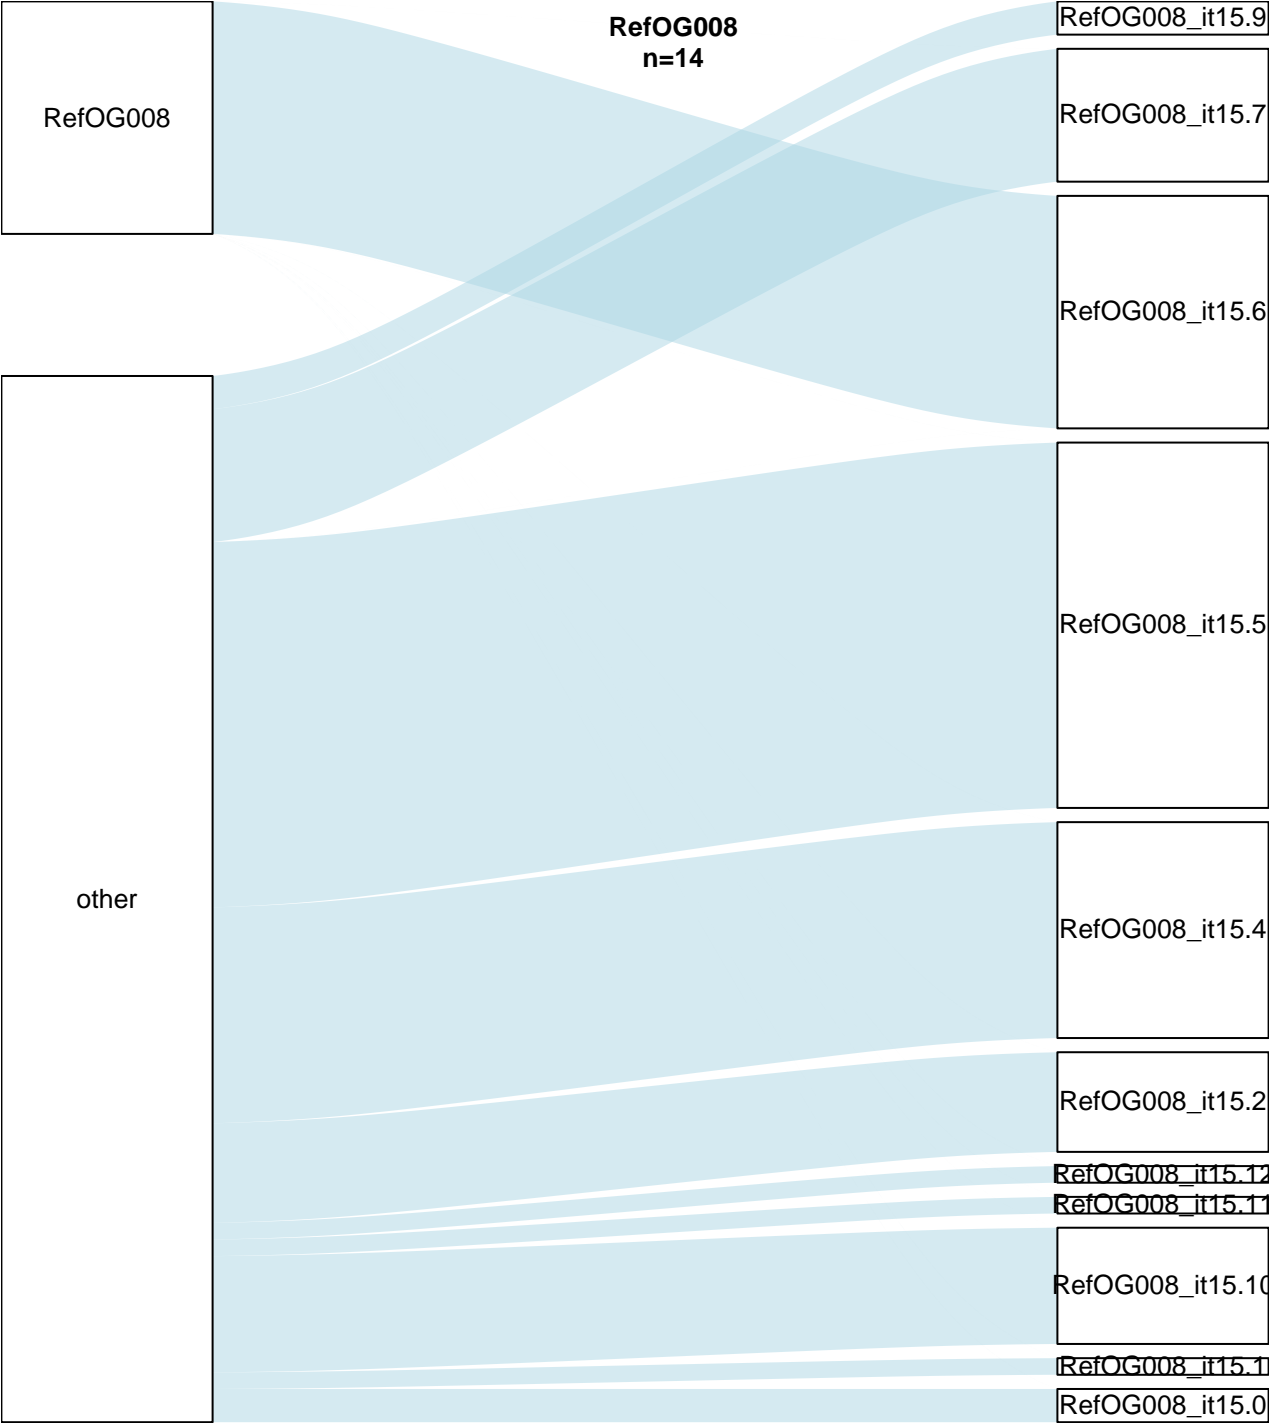 RefOG008
n=14
RefOG008
other
RefOG008_it15.9
RefOG008_it15.7
RefOG008_it15.6
RefOG008_it15.5
RefOG008_it15.4
RefOG008_it15.2
RefOG008_it15.12
RefOG008_it15.11
RefOG008_it15.10
RefOG008_it15.1
RefOG008_it15.0